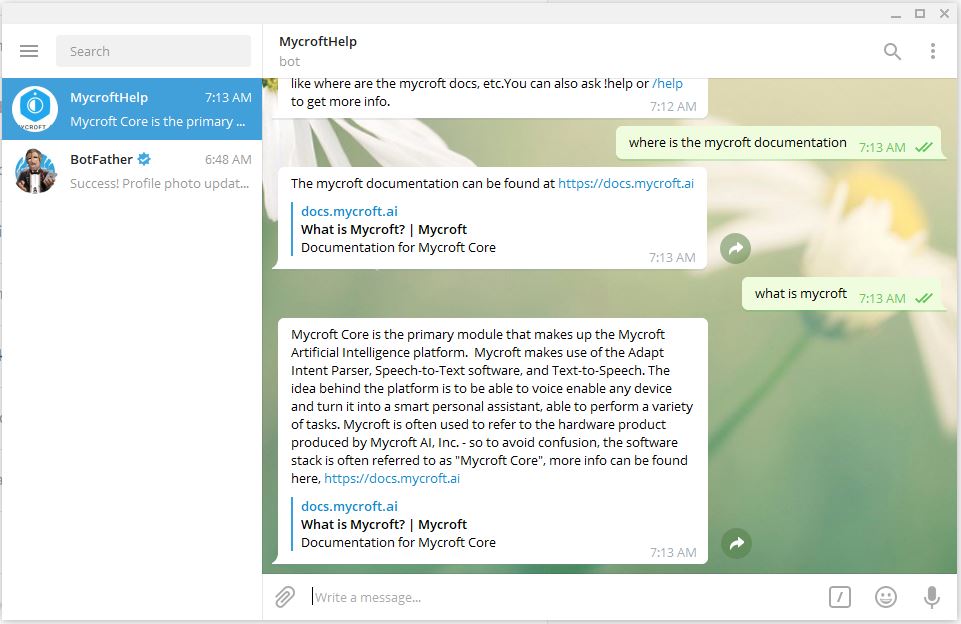 Search
MycroftHelp
7:13 AM
Mycroft Core is the primary ...
BotFather
6:48 AM
Success! Profile photo updat...
MycroftHelp
bot
like where are the mycroft docs, etc.You can also ask !help or /help
to get more info.
7:12 AM
where is the mycroft documentation
7:13 AM
The mycroft documentation can be found at https://docs.mycroft.ai
docs.mycroft.ai
What is Mycroft? | Mycroft
Documentation for Mycroft Core
7:13 AM
what is mycroft
7:13 AM
Mycroft Core is the primary module that makes up the Mycroft
Artificial Intelligence platform.  Mycroft makes use of the Adapt
Intent Parser, Speech-to-Text software, and Text-to-Speech. The
idea behind the platform is to be able to voice enable any device
and turn it into a smart personal assistant, able to perform a variety
of tasks. Mycroft is often used to refer to the hardware product
produced by Mycroft AI, Inc. - so to avoid confusion, the software
stack is often referred to as "Mycroft Core", more info can be found
here, https://docs.mycroft.ai
docs.mycroft.ai
What is Mycroft? | Mycroft
Documentation for Mycroft Core
7:13 AM
Write a message...